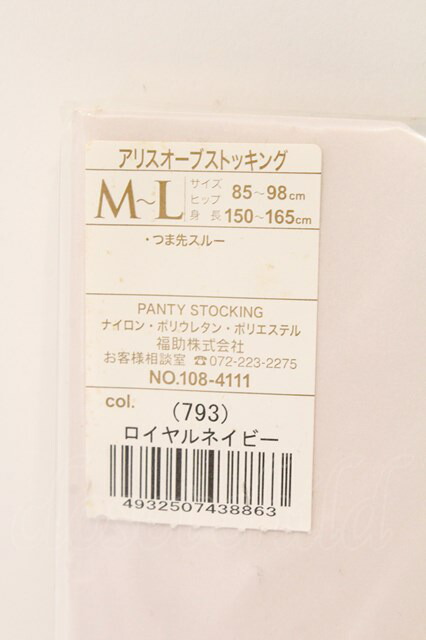 アリスオーブストッキング
M~L サイズ
ヒップ 85~98cm
身長 150~165cm
・つま先スルー
PANTY STOCKING
ナイロン・ポリウレタン・ポリエステル
福助株式会社
お客様相談室 ☎072-223-2275
NO.108-4111
col. (793)
ロイヤルネイビー
4932507438863